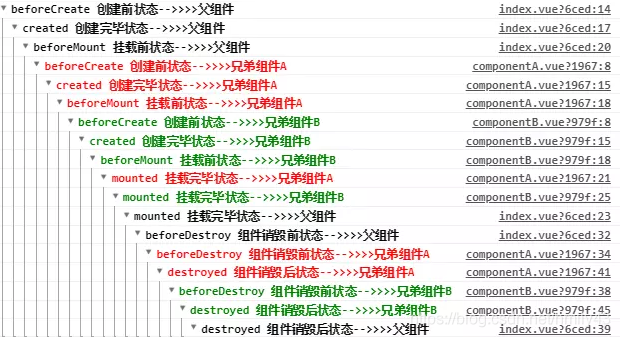 beforeCreate 创建前状态-->>>>父组件 index.vue?6ced:14
created 创建完毕状态-->>>>父组件 index.vue?6ced:17
beforeMount 挂载前状态-->>>>父组件 index.vue?6ced:20
beforeCreate 创建前状态-->>>>兄弟组件A componentA.vue?1967:8
created 创建完毕状态-->>>>兄弟组件A componentA.vue?1967:15
beforeMount 挂载前状态-->>>>兄弟组件A componentA.vue?1967:18
beforeCreate 创建前状态-->>>>兄弟组件B componentB.vue?979f:8
created 创建完毕状态-->>>>兄弟组件B componentB.vue?979f:15
beforeMount 挂载前状态-->>>>兄弟组件B componentB.vue?979f:18
mounted 挂载完毕状态-->>>>兄弟组件A componentA.vue?1967:21
mounted 挂载完毕状态-->>>>兄弟组件B componentB.vue?979f:25
mounted 挂载完毕状态-->>>>父组件 index.vue?6ced:23
beforeDestroy 组件销毁前状态-->>>>父组件 index.vue?6ced:32
beforeDestroy 组件销毁前状态-->>>>兄弟组件A componentA.vue?1967:34
destroyed 组件销毁后状态-->>>>兄弟组件A componentA.vue?1967:41
beforeDestroy 组件销毁前状态-->>>>兄弟组件B componentB.vue?979f:38
destroyed 组件销毁后状态-->>>>兄弟组件B componentB.vue?979f:45
destroyed 组件销毁后状态-->>>>父组件 index.vue?6ced:39